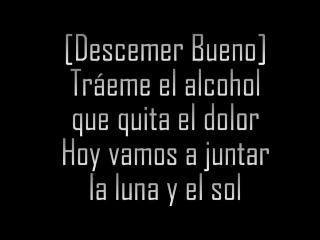 [Descemer Bueno]
Tráeme el alcohol
que quita el dolor
Hoy vamos a juntar
la luna y el sol